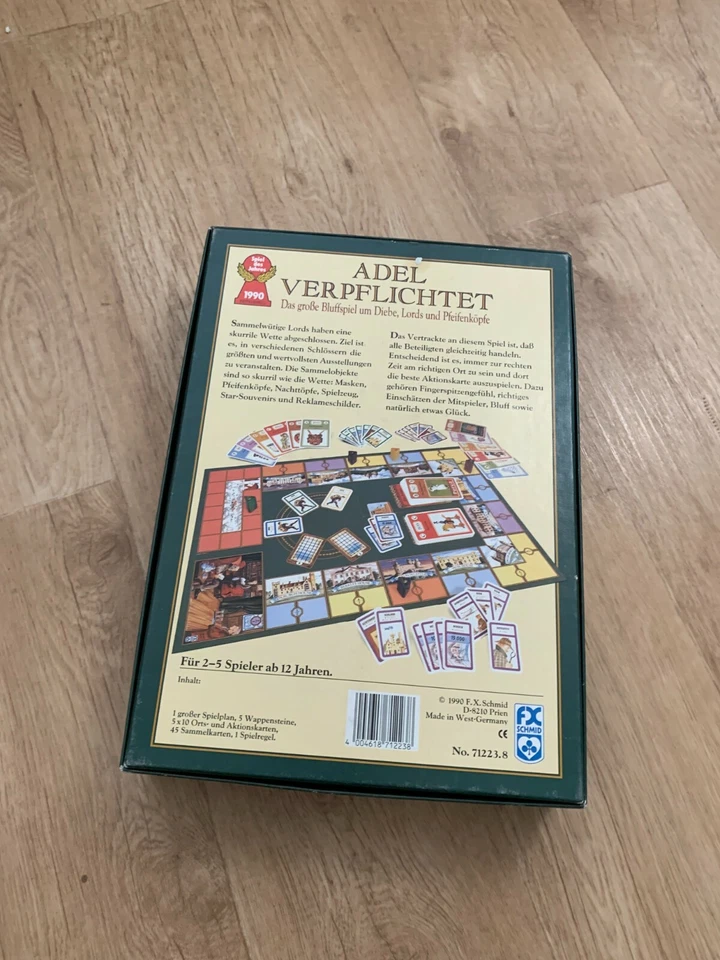 Spiel
des
Jahres
1990
ADEL
VERPFLICHTET
Das große Bluffspiel um Diebe, Lords und Pfeifenköpfe
Sammelwütige Lords haben eine
skurrile Wette abgeschlossen. Ziel ist
es, in verschiedenen Schlössern die
größten und wertvollsten Ausstellungen
zu veranstalten. Die Sammelobjekte
sind so skurril wie die Wette: Masken,
Pfeifenköpfe, Nachttöpfe, Spielzeug,
Star-Souvenirs und Reklameschilder.
Das Vertrackte an diesem Spiel ist, daß
alle Beteiligten gleichzeitig handeln.
Entscheidend ist es, immer zur rechten
Zeit am richtigen Ort zu sein und dort
die beste Aktionskarte auszuspielen. Dazu
gehören Fingerspitzengefühl, richtiges
Einschätzen der Mitspieler, Bluff sowie
natürlich etwas Glück.
Für 2–5 Spieler ab 12 Jahren.
Inhalt:
1 großer Spielplan, 5 Wappensteine,
5 x 10 Orts- und Aktionskarten,
45 Sammelkarten, 1 Spielregel.
4 004618 712238
© 1990 F. X. Schmid
D-8210 Prien
Made in West-Germany
CE
No. 71223.8
FX
SCHMID